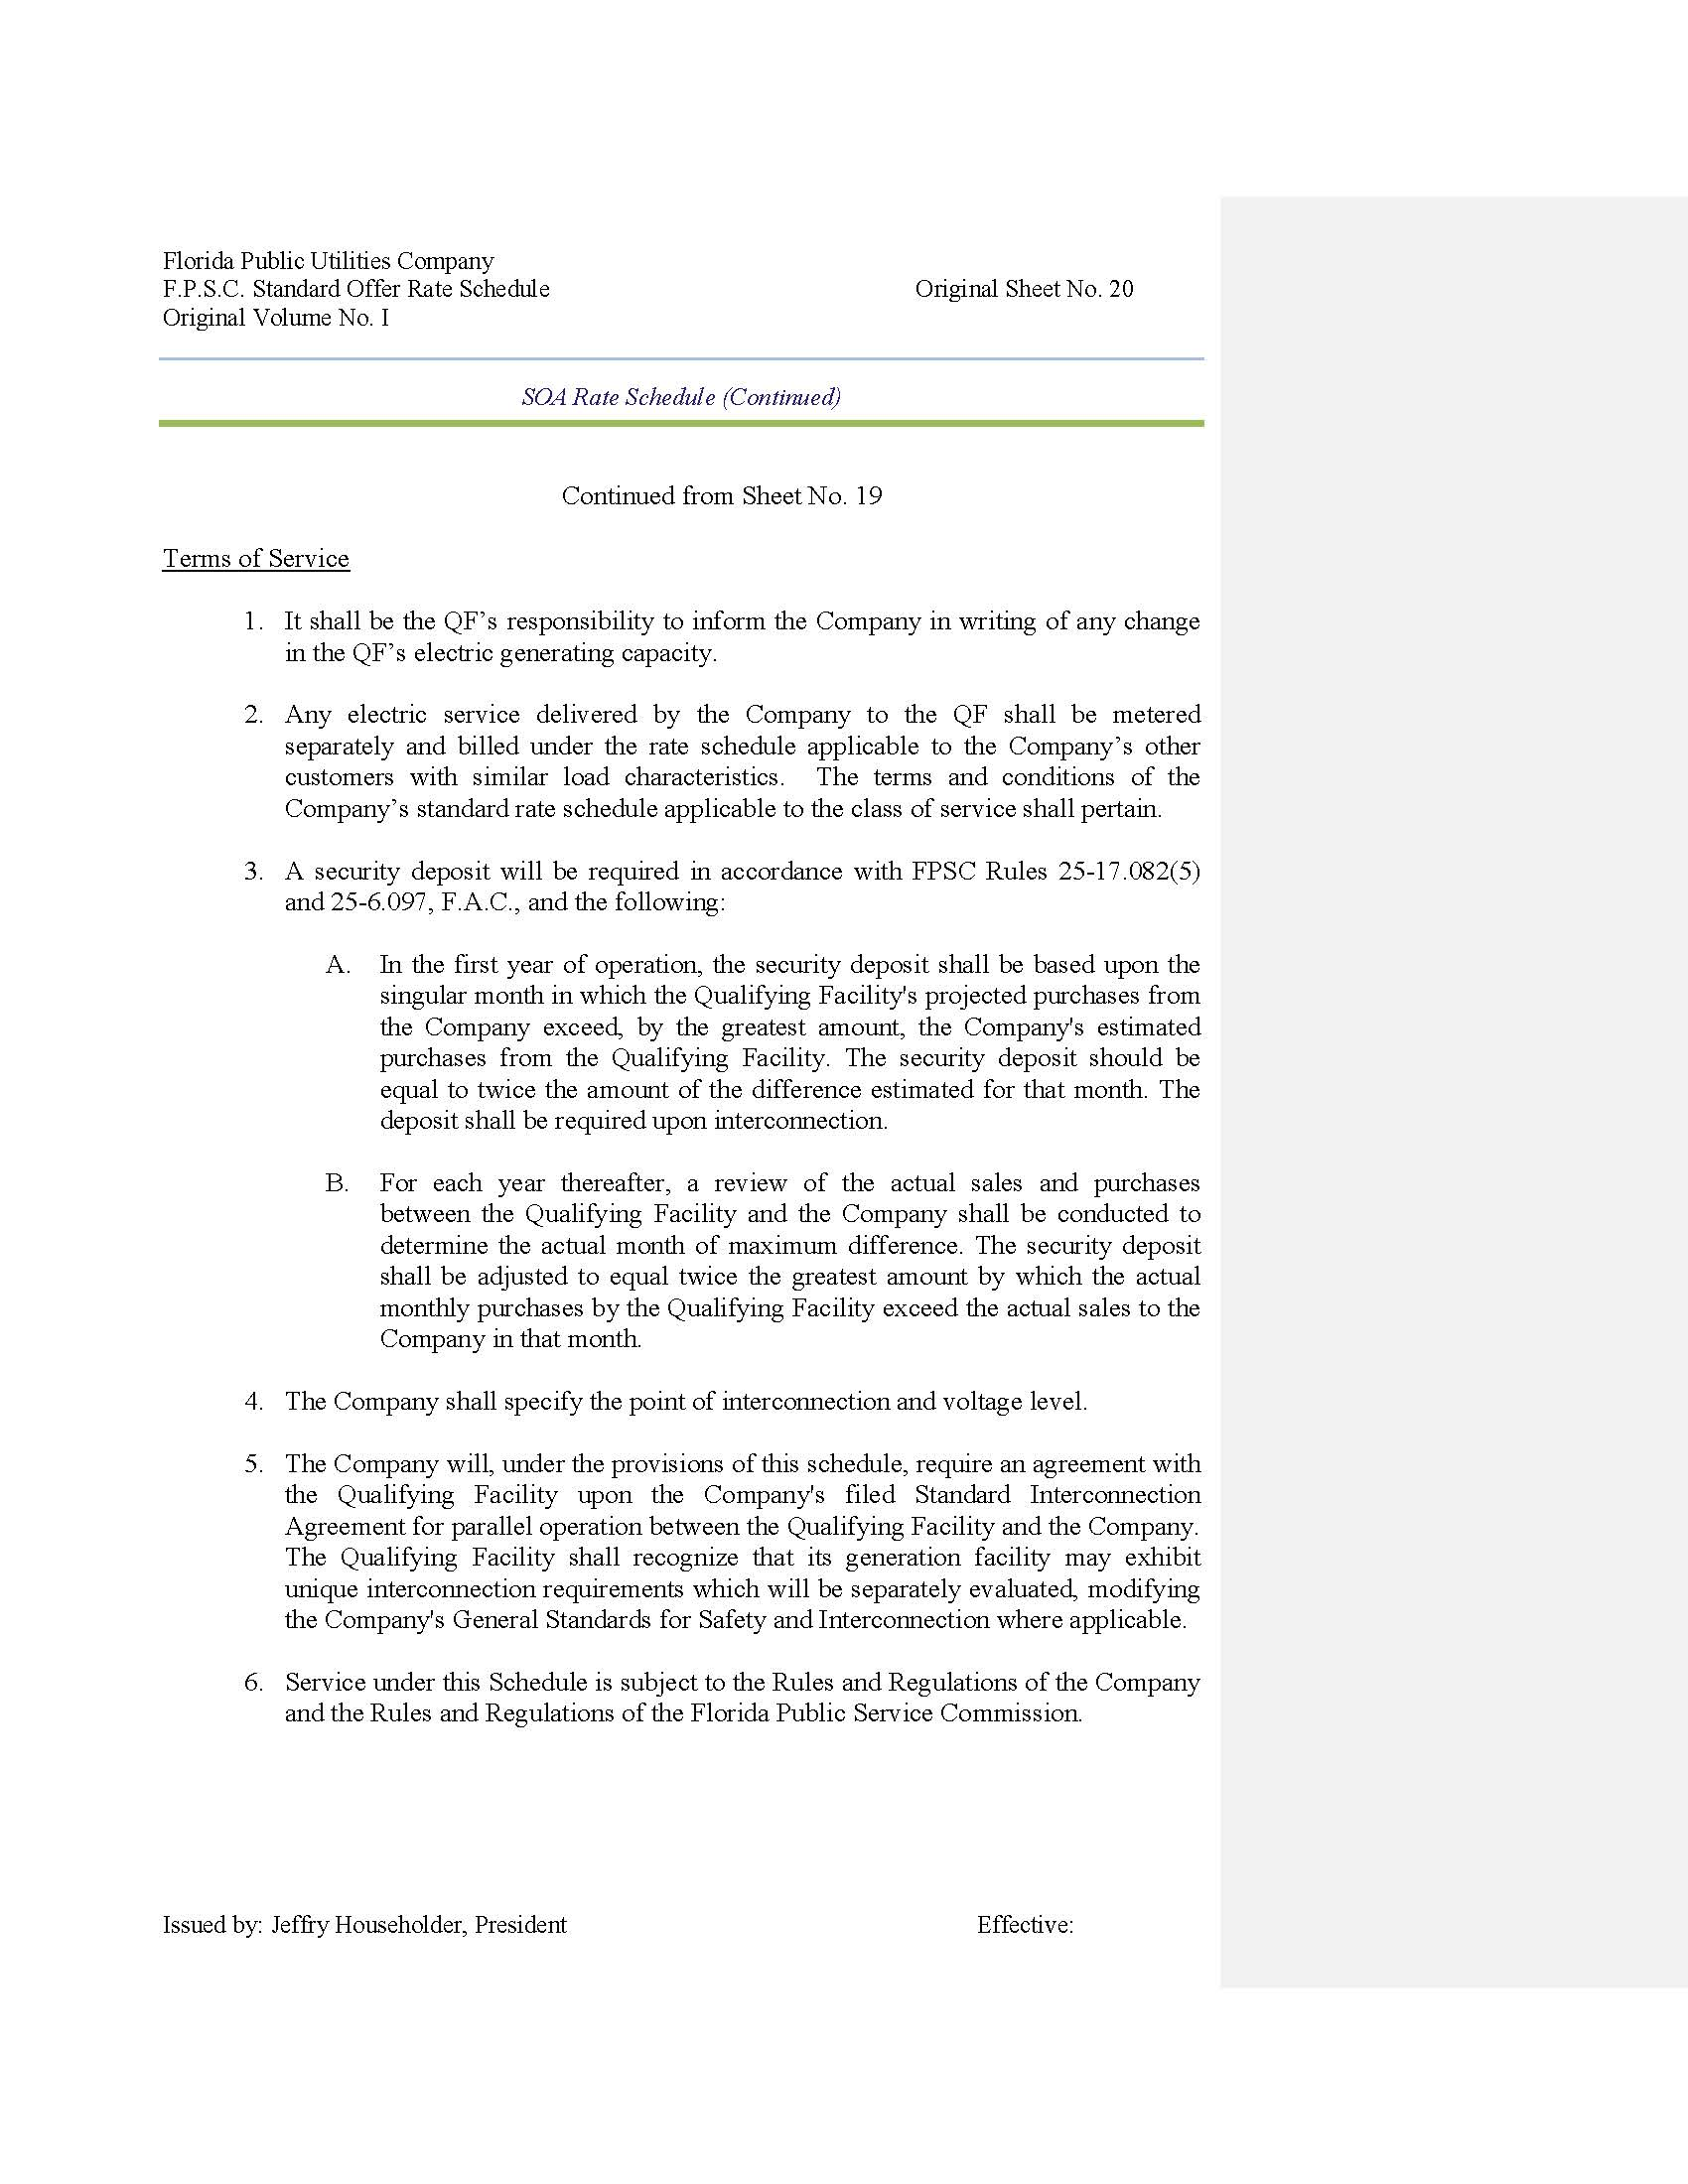 Florida Public Utilities Company
F.P.S.C. Standard Offer Rate Schedule Original Sheet No. 20
Original Volume No. I
SOA Rate Schedule (Continued)
Continued from Sheet No. 19
Terms of Service
1. It shall be the QF’s responsibility to inform the Company in writing of any change
in the QF’s electric generating capacity.
2. Any electric service delivered by the Company to the QF shall be metered
separately and billed under the rate schedule applicable to the Company’s other
customers with similar load characteristics. The terms and conditions of the
Company’s standard rate schedule applicable to the class of service shall pertain.
3. A security deposit will be required in accordance with FPSC Rules 25-17.082(5)
and 25-6.097, F.A.C., and the following:
A. In the first year of operation, the security deposit shall be based upon the
singular month in which the Qualifying Facility's projected purchases from
the Company exceed, by the greatest amount, the Company's estimated
purchases from the Qualifying Facility. The security deposit should be
equal to twice the amount of the difference estimated for that month. The
deposit shall be required upon interconnection.
B. For each year thereafter, a review of the actual sales and purchases
between the Qualifying Facility and the Company shall be conducted to
determine the actual month of maximum difference. The security deposit
shall be adjusted to equal twice the greatest amount by which the actual
monthly purchases by the Qualifying Facility exceed the actual sales to the
Company in that month.
4. The Company shall specify the point of interconnection and voltage level.
5. The Company will, under the provisions of this schedule, require an agreement with
the Qualifying Facility upon the Company's filed Standard Interconnection
Agreement for parallel operation between the Qualifying Facility and the Company.
The Qualifying Facility shall recognize that its generation facility may exhibit
unique interconnection requirements which will be separately evaluated, modifying
the Company's General Standards for Safety and Interconnection where applicable.
6. Service under this Schedule is subject to the Rules and Regulations of the Company
and the Rules and Regulations of the Florida Public Service Commission.
Issued by: Jeffry Householder, President Effective: